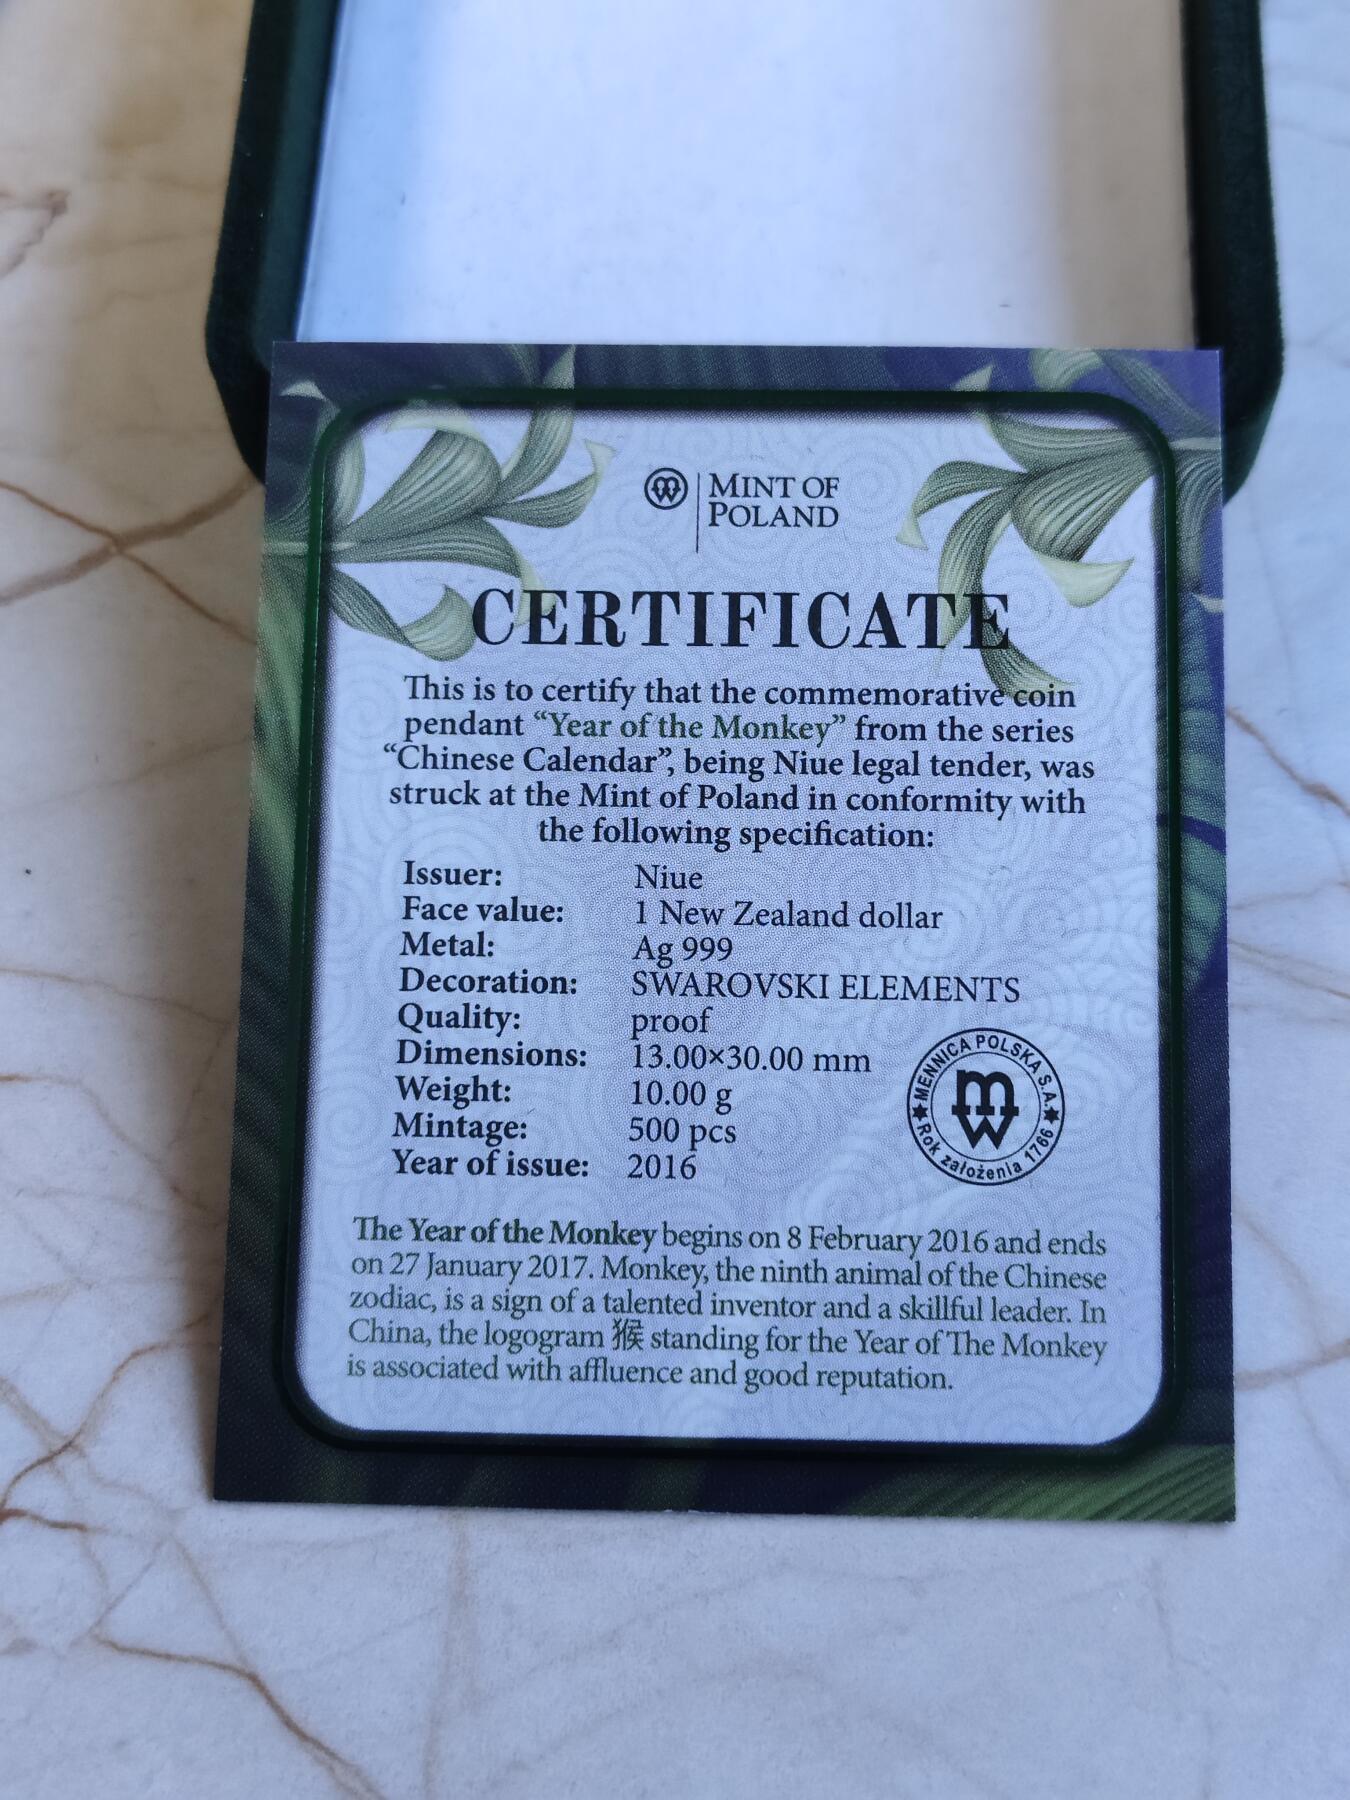 MINT OF
POLAND
CERTIFICATE
This is to certify that the commemorative coin
pendant “Year of the Monkey” from the series
“Chinese Calendar”, being Niue legal tender, was
struck at the Mint of Poland in conformity with
the following specification:
Issuer: Niue
Face value: 1 New Zealand dollar
Metal: Ag 999
Decoration: SWAROVSKI ELEMENTS
Quality: proof
Dimensions: 13.00×30.00 mm
Weight: 10.00 g
Mintage: 500 pcs
Year of issue: 2016
MENNICA POLSKA S.A.
mw
Rok założenia 1766
The Year of the Monkey begins on 8 February 2016 and ends
on 27 January 2017. Monkey, the ninth animal of the Chinese
zodiac, is a sign of a talented inventor and a skillful leader. In
China, the logogram 猴 standing for the Year of The Monkey
is associated with affluence and good reputation.